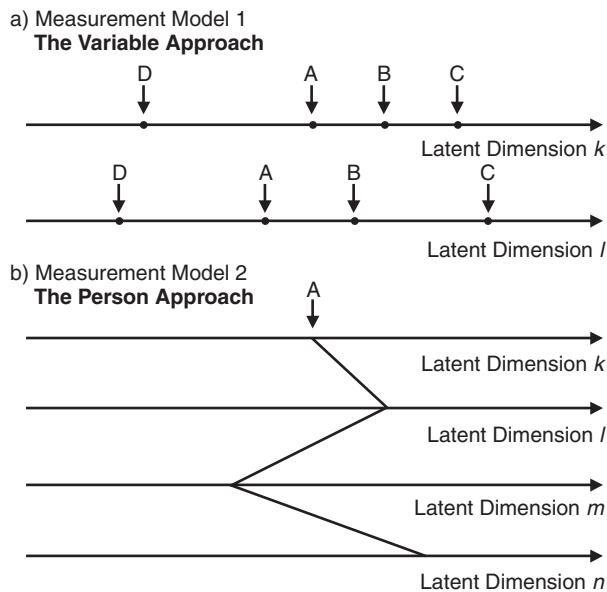 a) Measurement Model 1
The Variable Approach
D A B C
Latent Dimension k
D A B C
Latent Dimension l
b) Measurement Model 2
The Person Approach
A
Latent Dimension k
Latent Dimension l
Latent Dimension m
Latent Dimension n